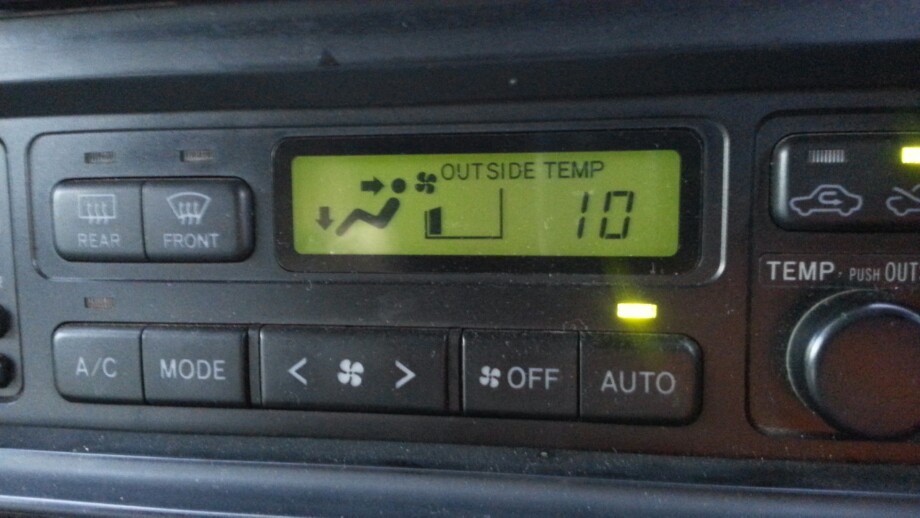 OUTSIDE TEMP
10
REAR
FRONT
TEMP. PUSH OUT
A/C
MODE
< >
OFF
AUTO